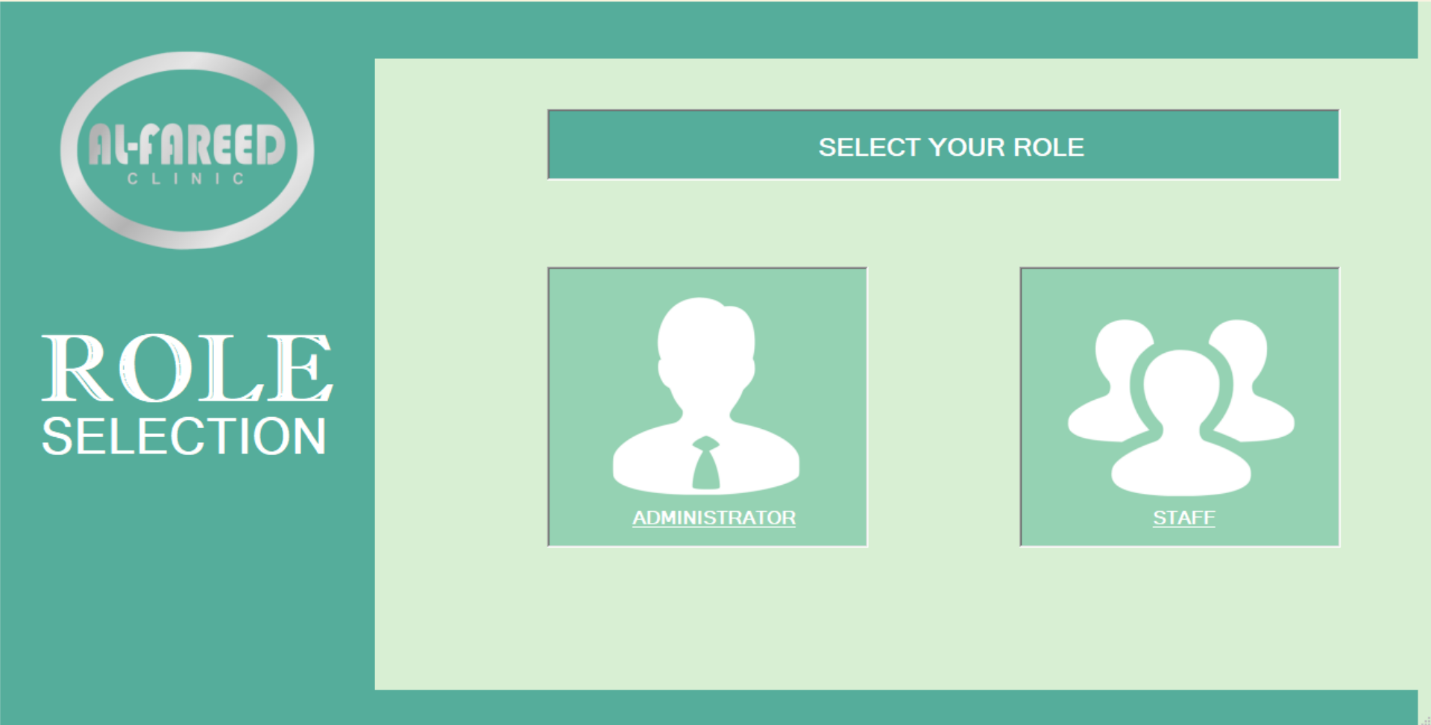 AL-FAREED
CLINIC
ROLE
SELECTION
SELECT YOUR ROLE
ADMINISTRATOR
STAFF